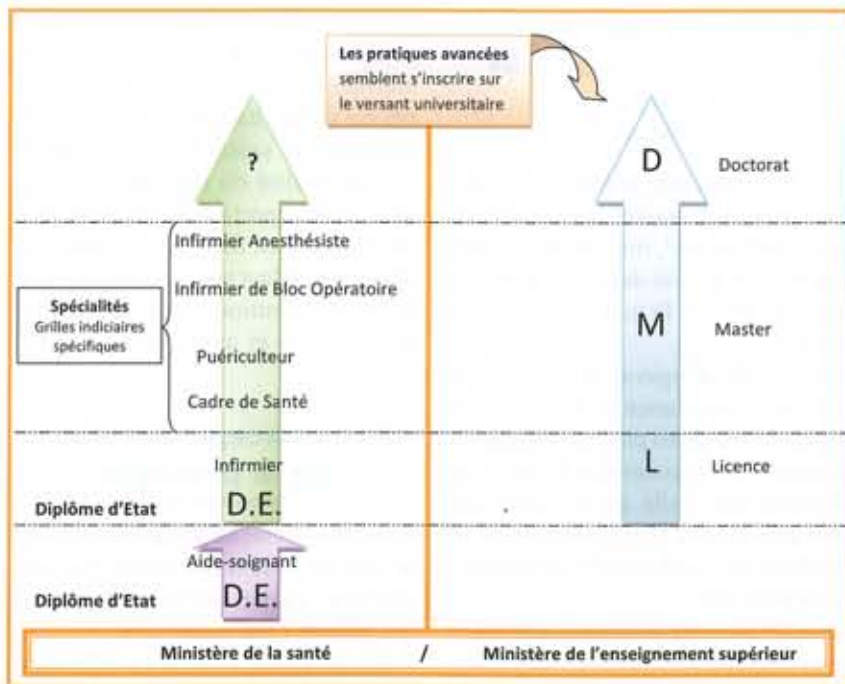 Les pratiques avancées
semblent s'inscrire sur
le versant universitaire
?
D
Doctorat
Infirmier Anesthésiste
Infirmier de Bloc Opératoire
Spécialités
Grilles indiciaires
spécifiques
Puériculteur
Cadre de Santé
M
Master
Infirmier
L
Licence
Diplôme d'Etat
D.E.
Aide-soignant
Diplôme d'Etat
D.E.
Ministère de la santé / Ministère de l'enseignement supérieur